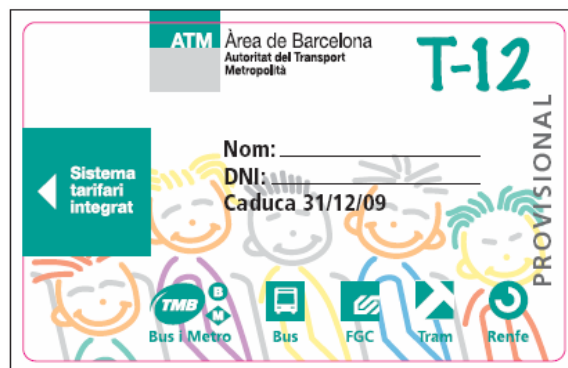 ATM
Àrea de Barcelona
Autoritat del Transport
Metropolità
T-12
PROVISIONAL
Sistema
tarifari
integrat
Nom:
DNI:
Caduca 31/12/09
TMB
B
M
Bus i Metro
Bus
FGC
Tram
Renfe